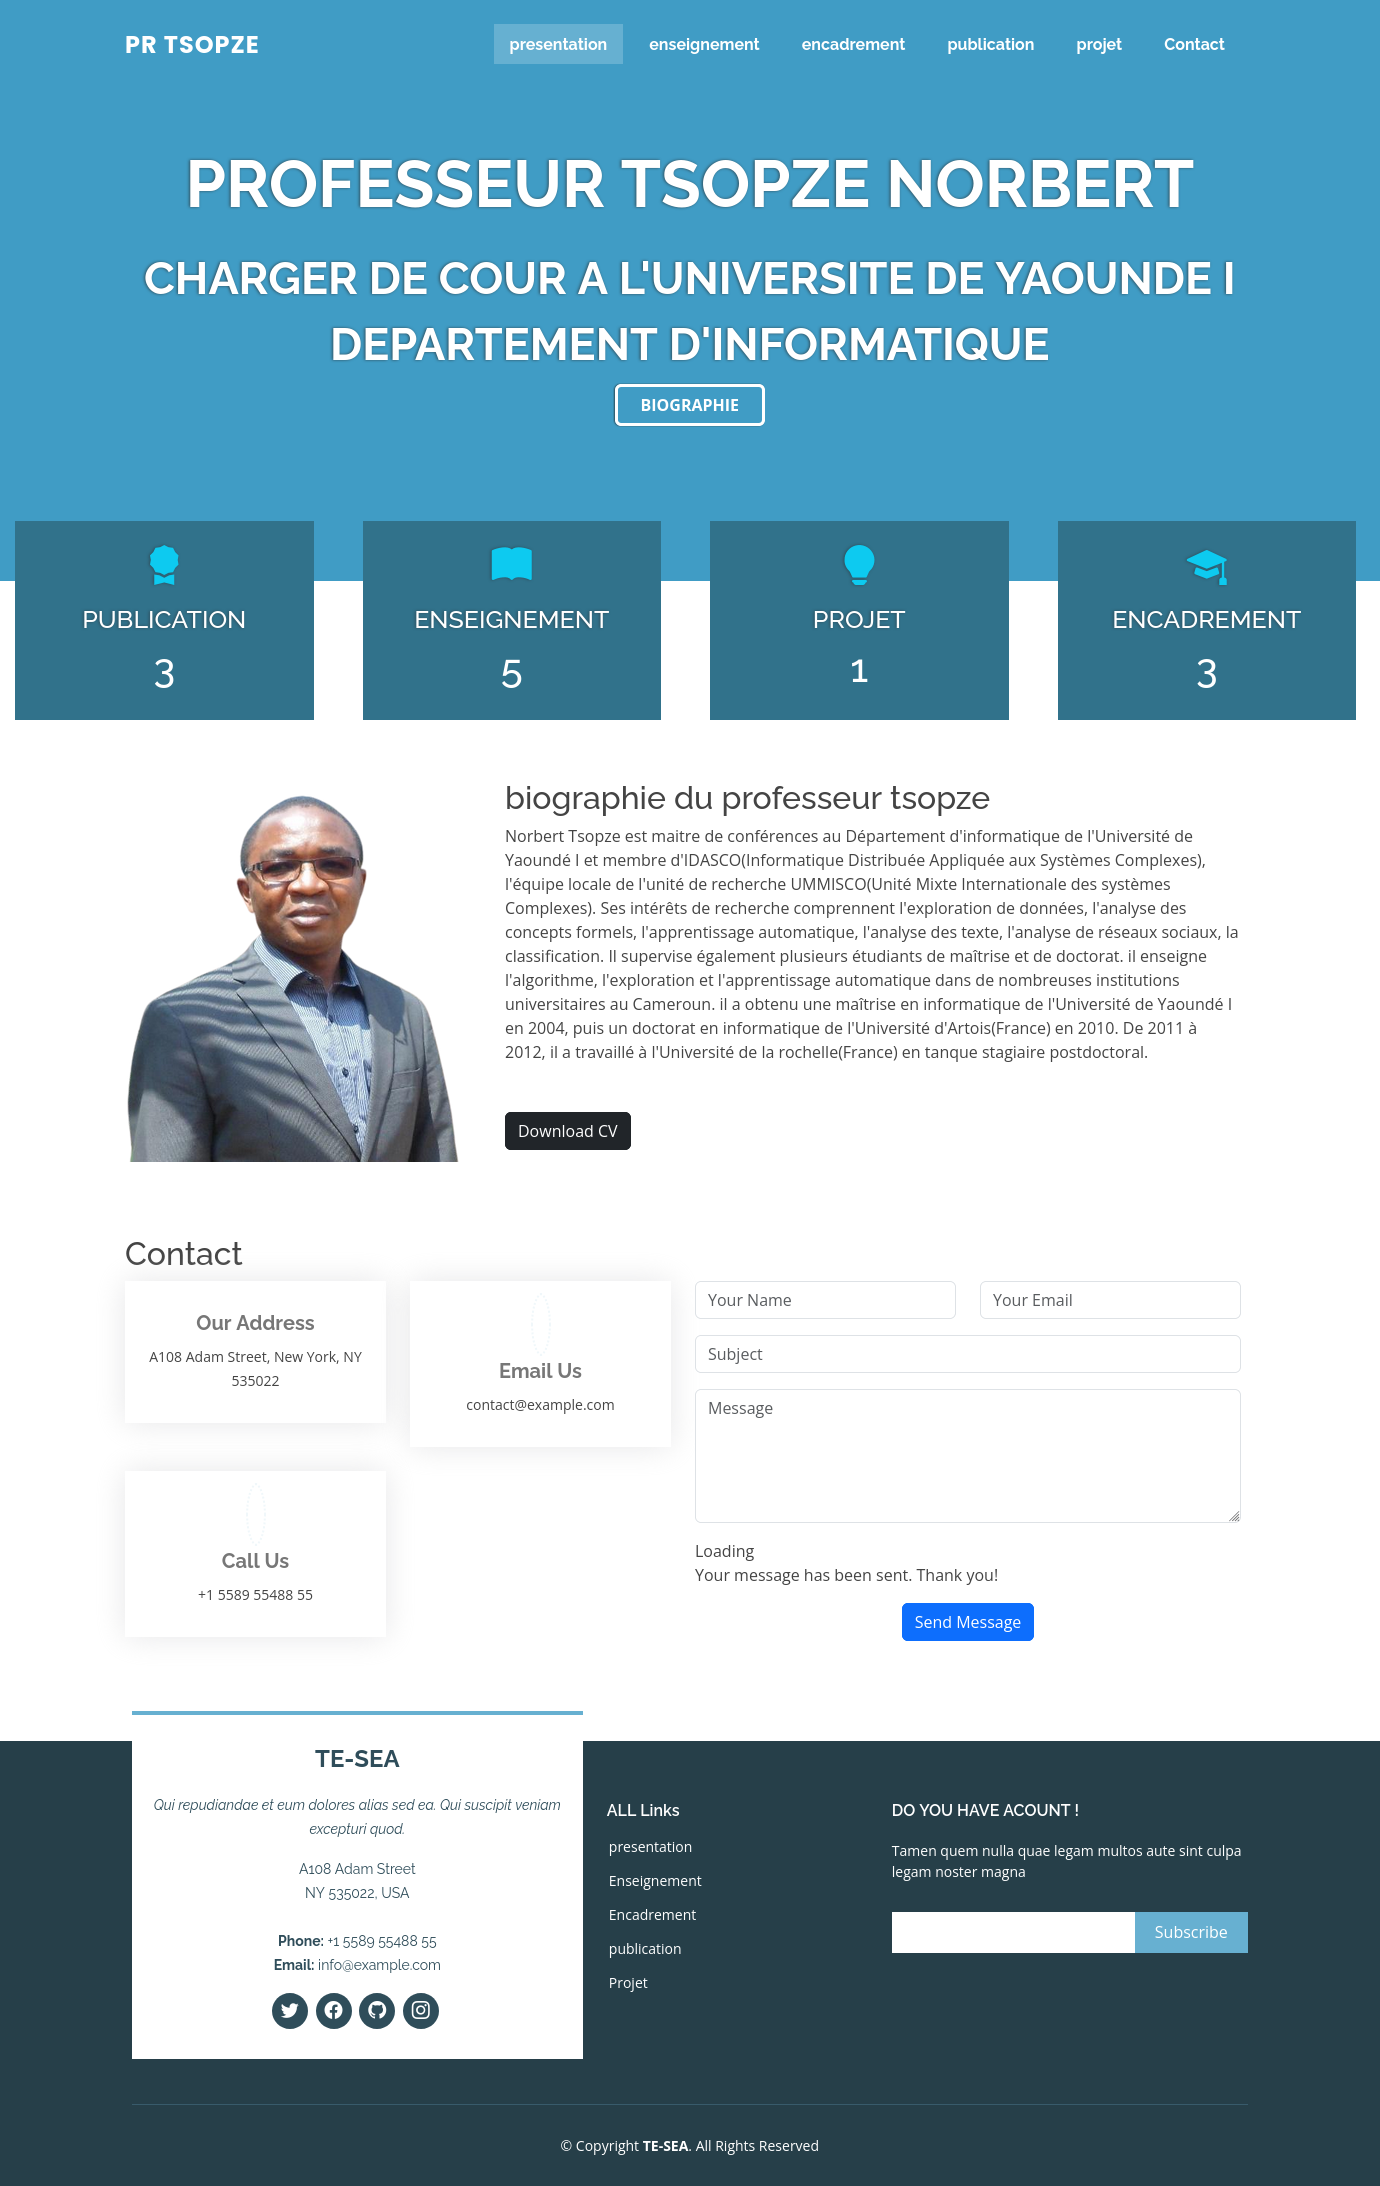 PR TSOPZE
presentation
enseignement
encadrement
publication
projet
Contact
PROFESSEUR TSOPZE NORBERT
CHARGER DE COUR A L'UNIVERSITE DE YAOUNDE I
DEPARTEMENT D'INFORMATIQUE
BIOGRAPHIE
PUBLICATION
3
ENSEIGNEMENT
5
PROJET
1
ENCADREMENT
3
biographie du professeur tsopze
Norbert Tsopze est maitre de conférences au Département d'informatique de l'Université de
Yaoundé I et membre d'IDASCO(Informatique Distribuée Appliquée aux Systèmes Complexes),
l'équipe locale de l'unité de recherche UMMISCO(Unité Mixte Internationale des systèmes
Complexes). Ses intérêts de recherche comprennent l'exploration de données, l'analyse des
concepts formels, l'apprentissage automatique, l'analyse des texte, l'analyse de réseaux sociaux, la
classification. Il supervise également plusieurs étudiants de maîtrise et de doctorat. il enseigne
l'algorithme, l'exploration et l'apprentissage automatique dans de nombreuses institutions
universitaires au Cameroun. il a obtenu une maîtrise en informatique de l'Université de Yaoundé I
en 2004, puis un doctorat en informatique de l'Université d'Artois(France) en 2010. De 2011 à
2012, il a travaillé à l'Université de la rochelle(France) en tanque stagiaire postdoctoral.
Download CV
Contact
Our Address
A108 Adam Street, New York, NY
535022
Email Us
contact@example.com
Call Us
+1 5589 55488 55
Your Name
Your Email
Subject
Message
Loading
Your message has been sent. Thank you!
Send Message
TE-SEA
Qui repudiandae et eum dolores alias sed ea. Qui suscipit veniam
excepturi quod.
A108 Adam Street
NY 535022, USA
Phone: +1 5589 55488 55
Email: info@example.com
ALL Links
presentation
Enseignement
Encadrement
publication
Projet
DO YOU HAVE ACOUNT !
Tamen quem nulla quae legam multos aute sint culpa
legam noster magna
Subscribe
© Copyright TE-SEA. All Rights Reserved